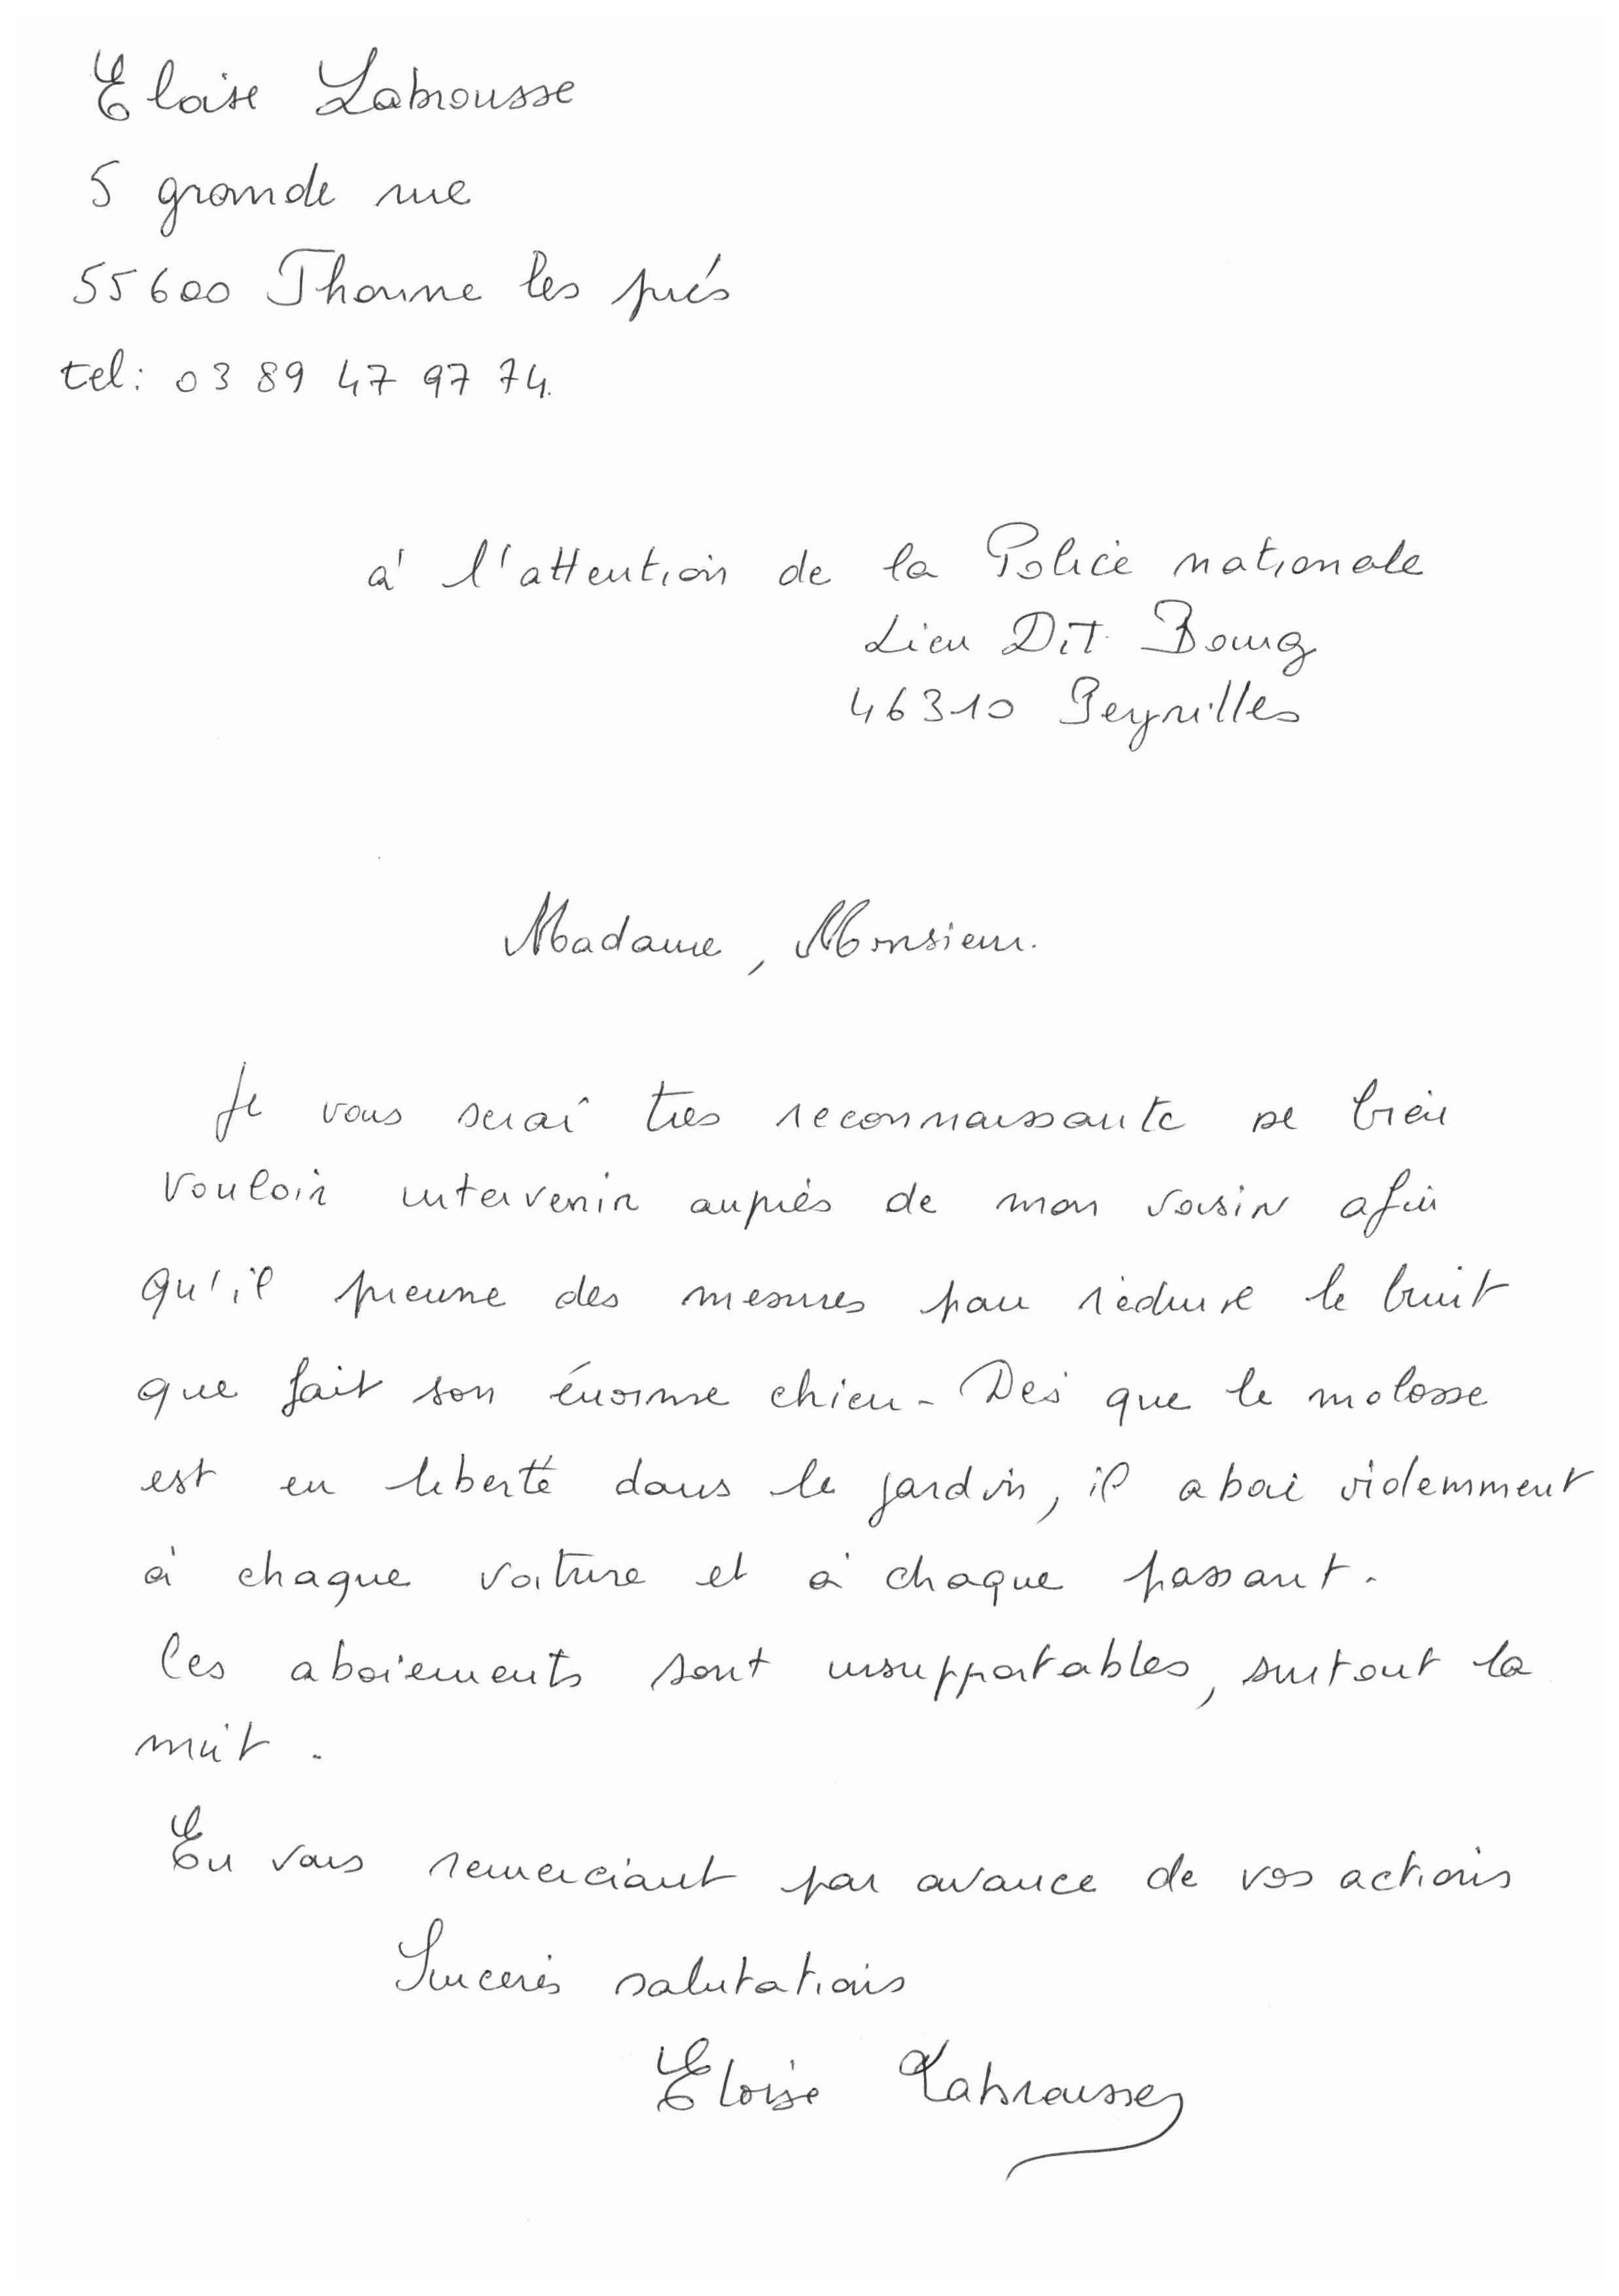 Eloise Labrousse
5 grande rue
55600 Thonne les prés
tel: 03 89 47 97 74.
à l'attention de la Police nationale
Lieu Dit Bourg
46310 Peyrilles
Madame, Monsieur.
Je vous serai tres reconnaissante de bien
vouloir intervenir auprès de mon voisin afin
qu'il prenne des mesures pour réduire le bruit
que fait son énorme chien. Dès que le molosse
est en liberté dans le jardin, il aboie violemment
à chaque voiture et à chaque passant.
Les aboiements sont insupportables, surtout la
nuit.
En vous remerciant par avance de vos actions
Sincerès salutations
Eloise Labrousse